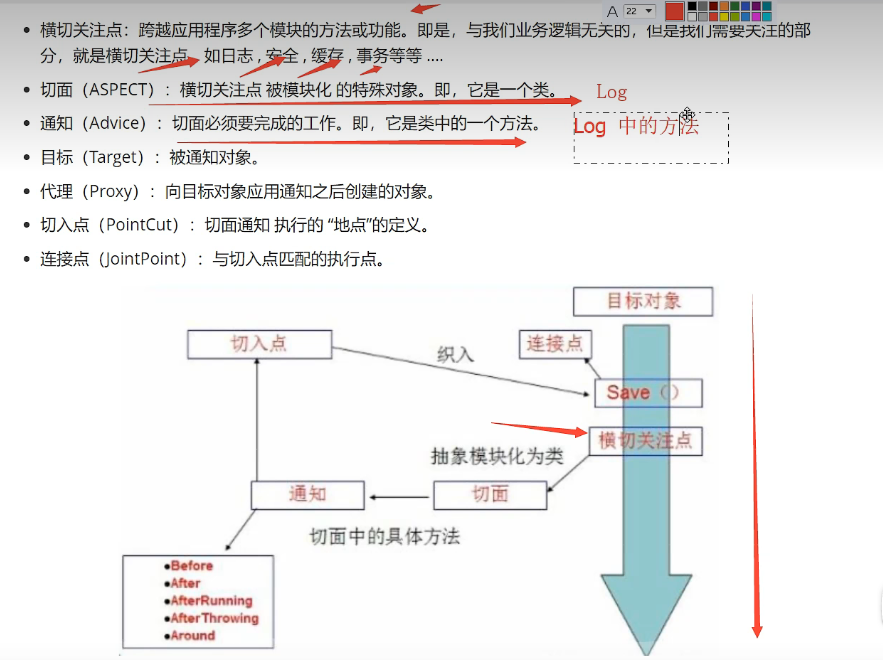 A 22
横切关注点：跨越应用程序多个模块的方法或功能。即是，与我们业务逻辑无关的，但是我们需要关注的部
分，就是横切关注点。如日志 , 安全 , 缓存 , 事务等等 ....
切面（ASPECT）：横切关注点 被模块化 的特殊对象。即，它是一个类。 Log
通知（Advice）：切面必须要完成的工作。即，它是类中的一个方法。 Log 中的方法
目标（Target）：被通知对象。
代理（Proxy）：向目标对象应用通知之后创建的对象。
切入点（PointCut）：切面通知 执行的 “地点”的定义。
连接点（JointPoint）：与切入点匹配的执行点。
目标对象
切入点
织入
连接点
Save（）
横切关注点
抽象模块化为类
通知
切面
切面中的具体方法
●Before
●After
●AfterRunning
●AfterThrowing
●Around